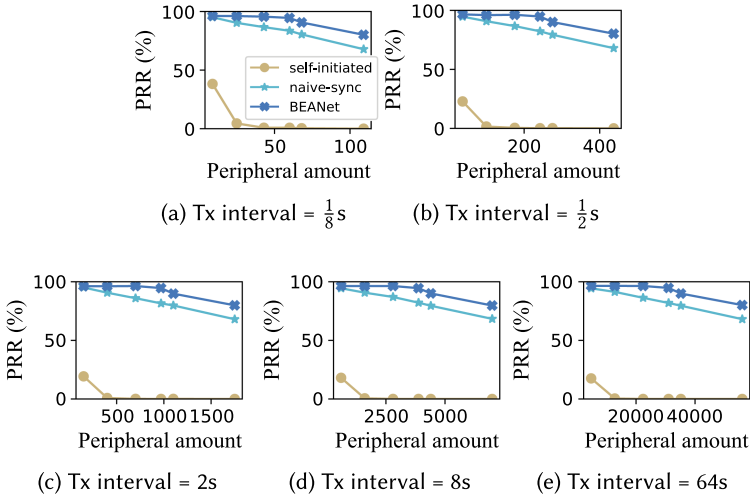 100
50
0
PRR (%)
self-initiated
naive-sync
BEANet
50
100
Peripheral amount
(a) Tx interval = 1/8 s
100
50
0
PRR (%)
200
400
Peripheral amount
(b) Tx interval = 1/2 s
100
50
0
PRR (%)
500
1000
1500
Peripheral amount
(c) Tx interval = 2s
100
50
0
PRR (%)
2500
5000
Peripheral amount
(d) Tx interval = 8s
100
50
0
PRR (%)
20000
40000
Peripheral amount
(e) Tx interval = 64s